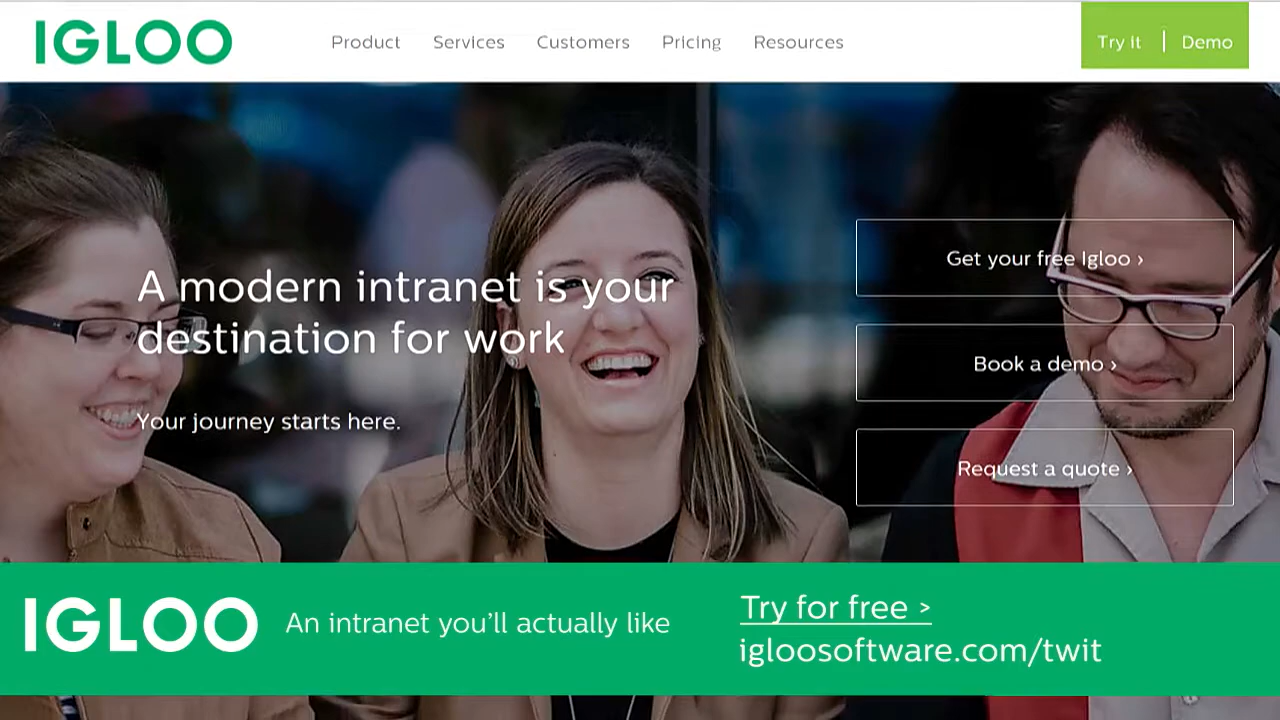 IGLOO
Product Services Customers Pricing Resources
Try it | Demo
A modern intranet is your
destination for work
Your journey starts here.
Get your free Igloo ›
Book a demo ›
Request a quote ›
IGLOO
An intranet you'll actually like
Try for free >
igloosoftware.com/twit